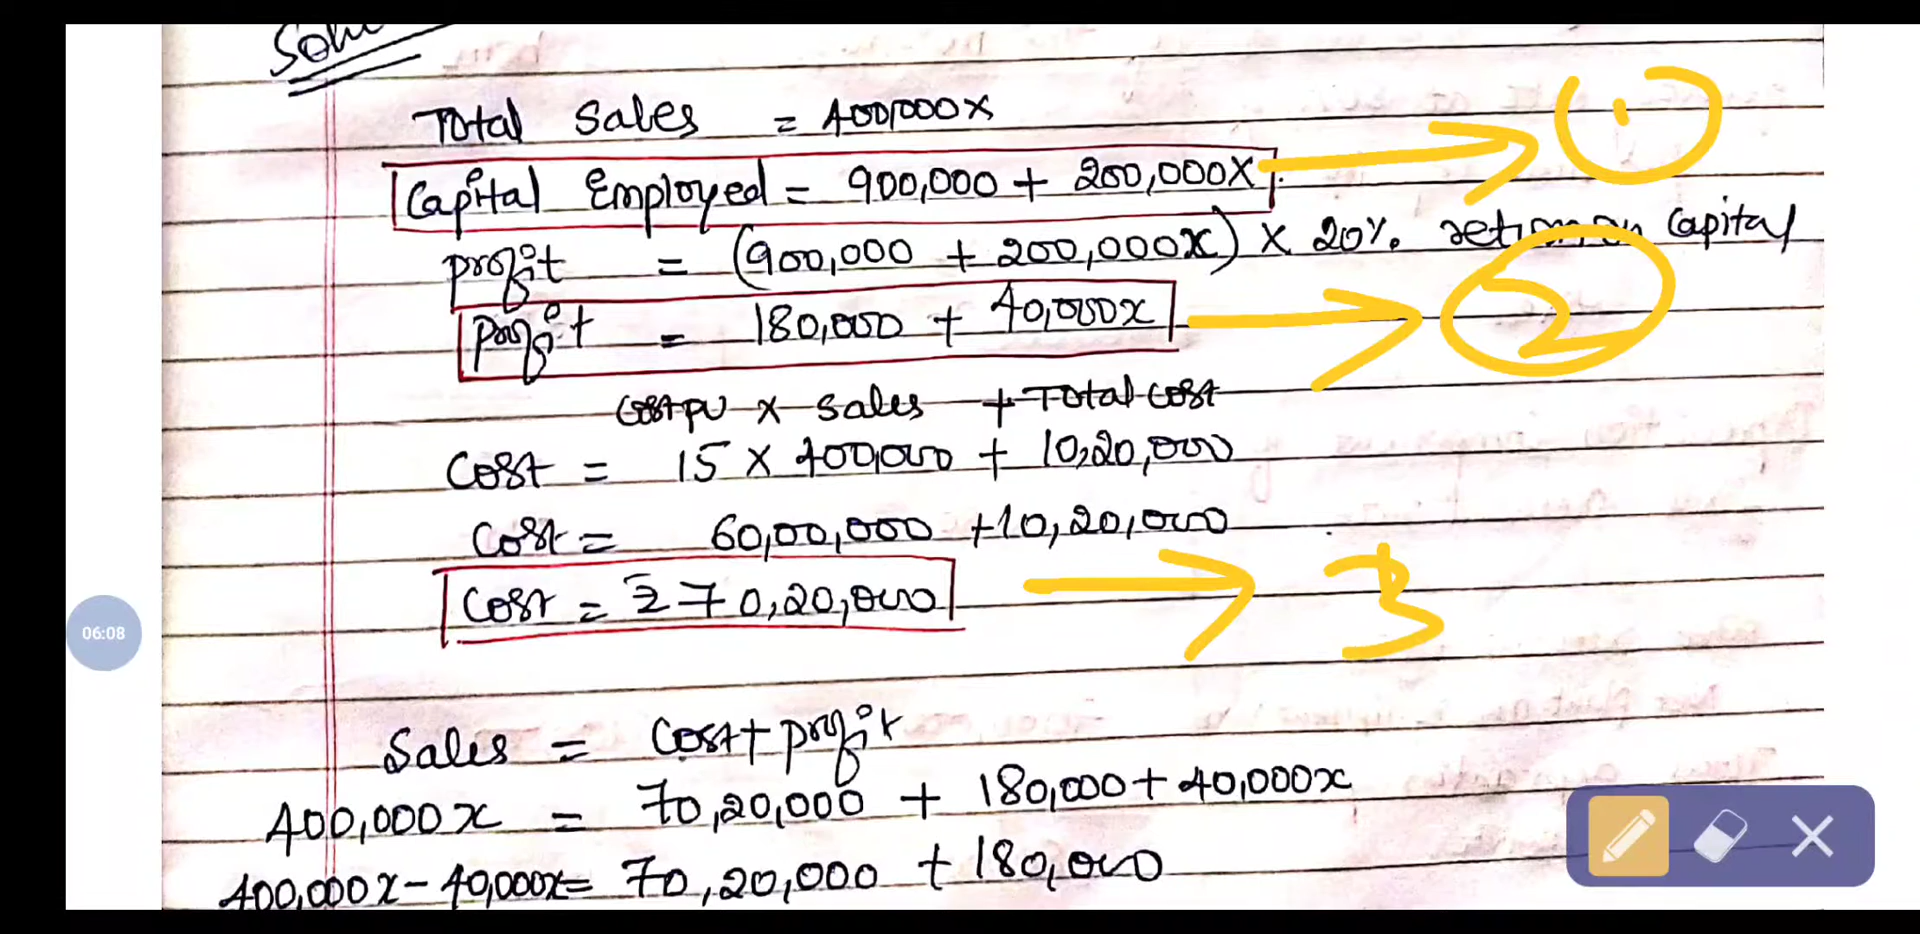 Soln
Total Sales = 400,000x
Capital Employed = 900,000 + 200,000x
1
profit = (900,000 + 200,000x) x 20%. return on Capital
profit = 180,000 + 40,000x
2
Cost PU x Sales + Total Cost
Cost = 15 x 400,000 + 10,20,000
Cost = 60,00,000 + 10,20,000
Cost = ₹ 70,20,000
3
06:08
Sales = Cost + profit
400,000x = 70,20,000 + 180,000 + 40,000x
400,000x - 40,000x = 70,20,000 + 180,000